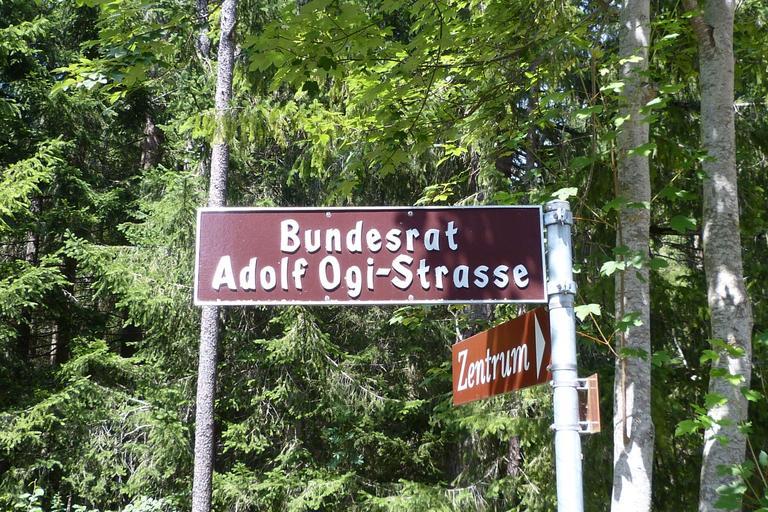 Bundesrat
Adolf Ogi-Strasse
Zentrum